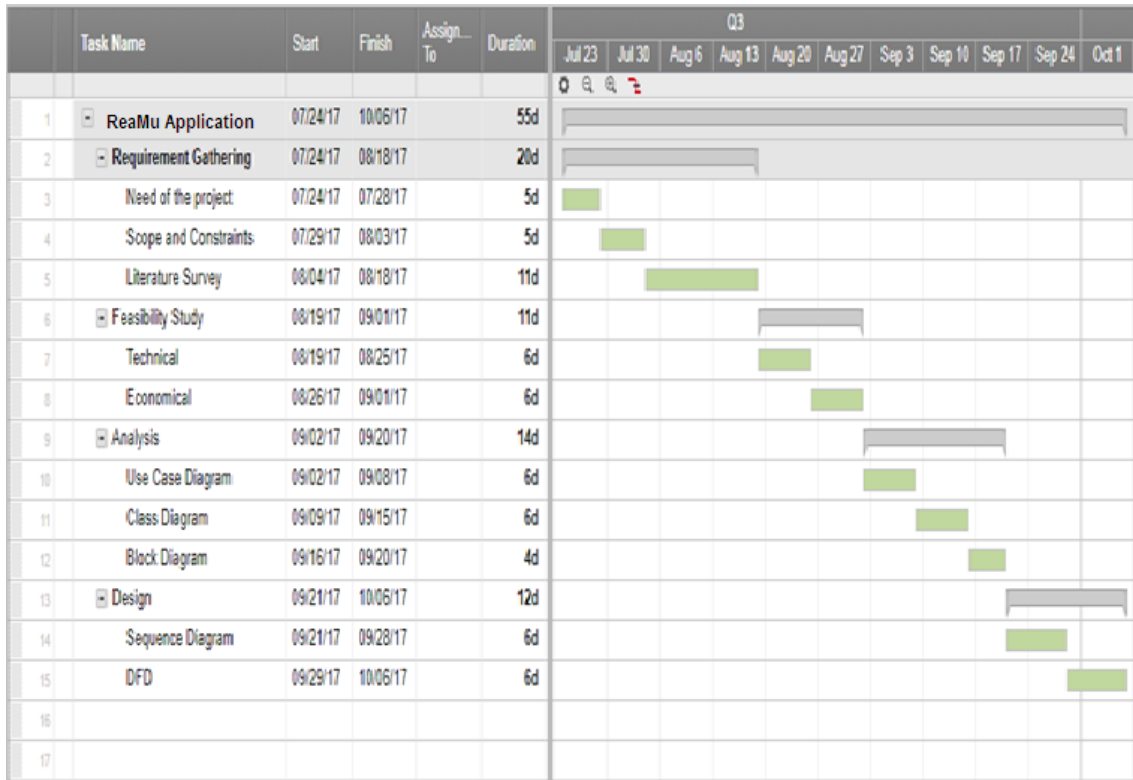 Q3
Task Name Start Finish Assign... To Duration Jul 23 Jul 30 Aug 6 Aug 13 Aug 20 Aug 27 Sep 3 Sep 10 Sep 17 Sep 24 Oct 1
1 ReaMu Application 07/24/17 10/06/17 55d
2 Requirement Gathering 07/24/17 08/18/17 20d
3 Need of the project 07/24/17 07/28/17 5d
4 Scope and Constraints 07/29/17 08/03/17 5d
5 Literature Survey 08/04/17 08/18/17 11d
6 Feasibility Study 08/19/17 09/01/17 11d
7 Technical 08/19/17 08/25/17 6d
8 Economical 08/26/17 09/01/17 6d
9 Analysis 09/02/17 09/20/17 14d
10 Use Case Diagram 09/02/17 09/08/17 6d
11 Class Diagram 09/09/17 09/15/17 6d
12 Block Diagram 09/16/17 09/20/17 4d
13 Design 09/21/17 10/06/17 12d
14 Sequence Diagram 09/21/17 09/28/17 6d
15 DFD 09/29/17 10/06/17 6d
16
17